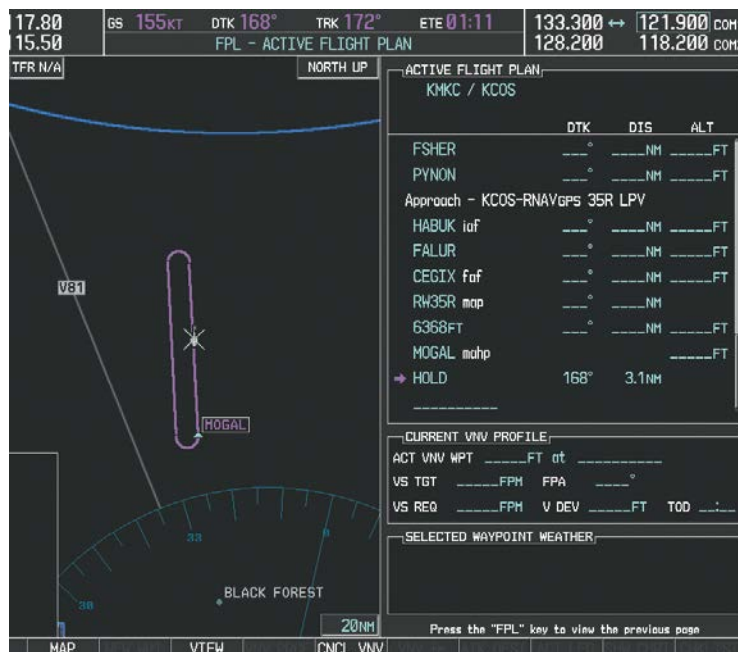 17.80 GS 155KT DTK 168° TRK 172° ETE 01:11 133.300 ↔ 121.900 COM
15.50 FPL – ACTIVE FLIGHT PLAN 128.200 118.200 COM
TFR N/A NORTH UP
V81
MOGAL
33
0
30
BLACK FOREST
20NM
ACTIVE FLIGHT PLAN
KMKC / KCOS
DTK DIS ALT
FSHER ___° ____NM _____FT
PYNON ___° ____NM _____FT
Approach – KCOS-RNAVGPS 35R LPV
HABUK iaf ___° ____NM _____FT
FALUR ___° ____NM _____FT
CEGIX faf ___° ____NM _____FT
RW35R map ___° ____NM
6368FT ___° ____NM _____FT
MOGAL mahp _____FT
➔ HOLD 168° 3.1NM
__________
CURRENT VNV PROFILE
ACT VNV WPT _____FT at __________
VS TGT _____FPM FPA ____°
VS REQ _____FPM V DEV _____FT TOD __:__
SELECTED WAYPOINT WEATHER
Press the "FPL" key to view the previous page
MAP VIEW CNCL VNV